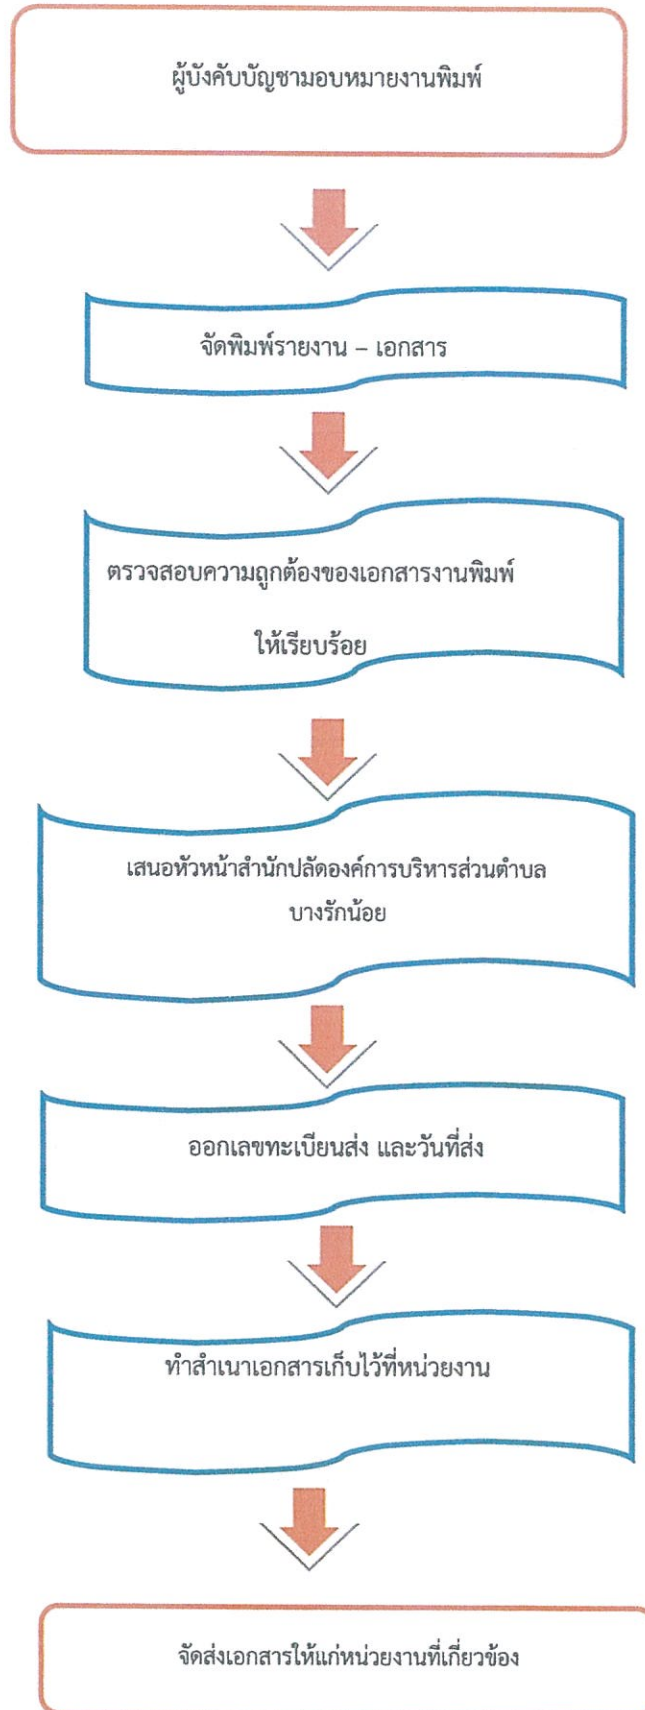 ผู้บังคับบัญชามอบหมายงานพิมพ์
จัดพิมพ์รายงาน – เอกสาร
ตรวจสอบความถูกต้องของเอกสารงานพิมพ์
ให้เรียบร้อย
เสนอหัวหน้าสำนักปลัดองค์การบริหารส่วนตำบล
บางรักน้อย
ออกเลขทะเบียนส่ง และวันที่ส่ง
ทำสำเนาเอกสารเก็บไว้ที่หน่วยงาน
จัดส่งเอกสารให้แก่หน่วยงานที่เกี่ยวข้อง